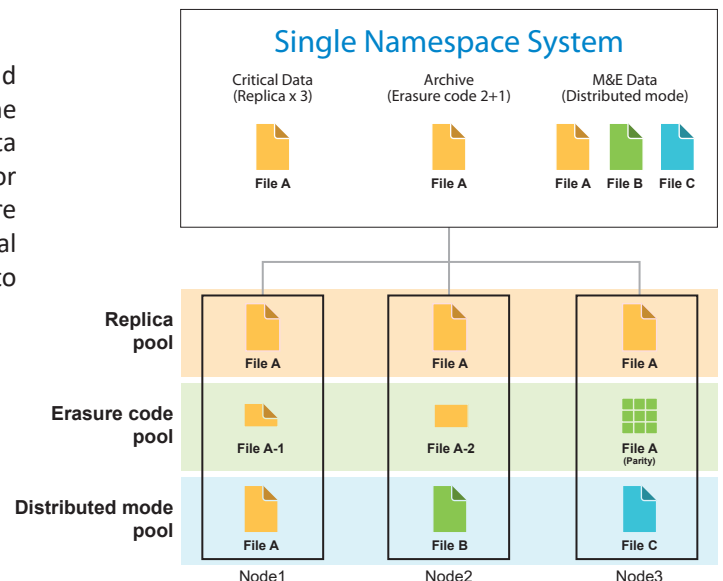 Single Namespace System
Critical Data
(Replica x 3)
Archive
(Erasure code 2+1)
M&E Data
(Distributed mode)
File A
File A
File A
File B
File C
to
Replica
pool
File A
File A
File A
Erasure code
pool
File A-1
File A-2
File A
(Parity)
Distributed mode
pool
File A
File B
File C
Node1
Node2
Node3